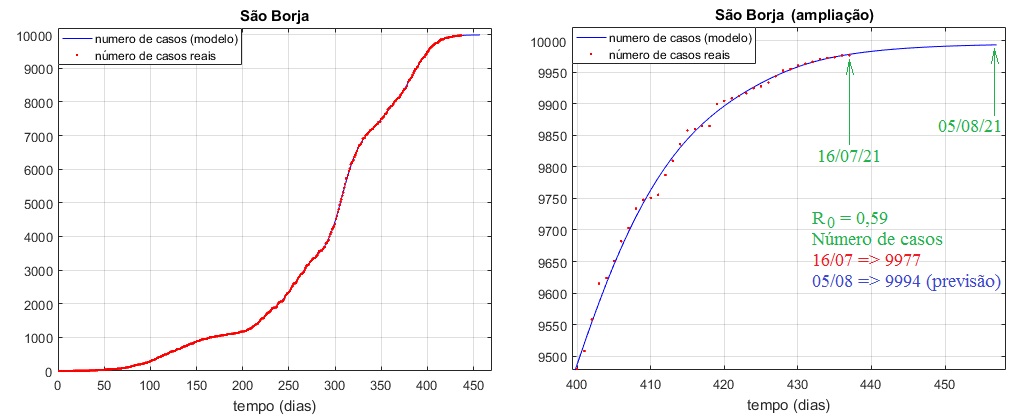 São Borja
numero de casos (modelo)
número de casos reais
10000
9000
8000
7000
6000
5000
4000
3000
2000
1000
0
0 50 100 150 200 250 300 350 400 450
tempo (dias)
São Borja (ampliação)
numero de casos (modelo)
número de casos reais
10000
9950
9900
9850
9800
9750
9700
9650
9600
9550
9500
05/08/21
16/07/21
R0 = 0,59
Número de casos
16/07 => 9977
05/08 => 9994 (previsão)
400 410 420 430 440 450
tempo (dias)